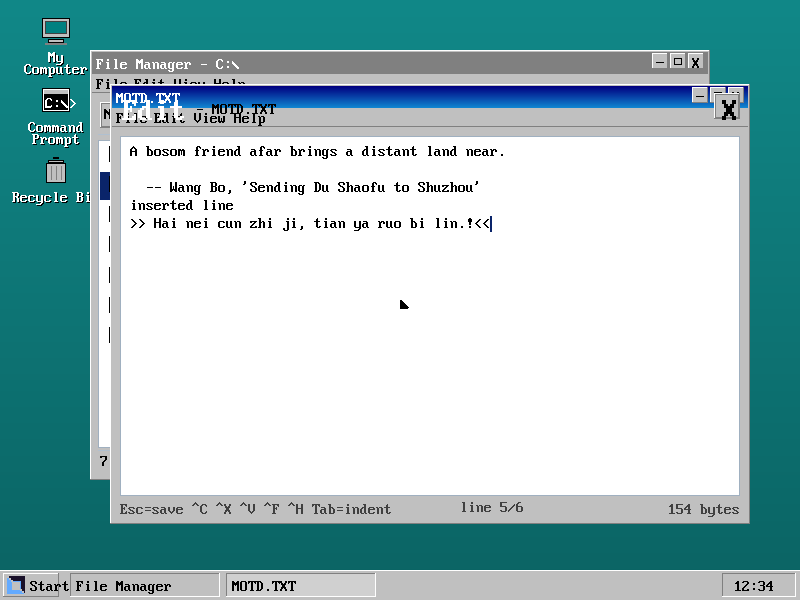 My
Computer
C:\>
Command
Prompt
Recycle Bi
File Manager - C:\
File Edit View Help
MOTD.TXT
Edit - MOTD.TXT
File Edit View Help
A bosom friend afar brings a distant land near.
-- Wang Bo, 'Sending Du Shaofu to Shuzhou'
inserted line
>> Hai nei cun zhi ji, tian ya ruo bi lin.!<<
7
Esc=save ^C ^X ^V ^F ^H Tab=indent
line 5/6
154 bytes
Start
File Manager
MOTD.TXT
12:34